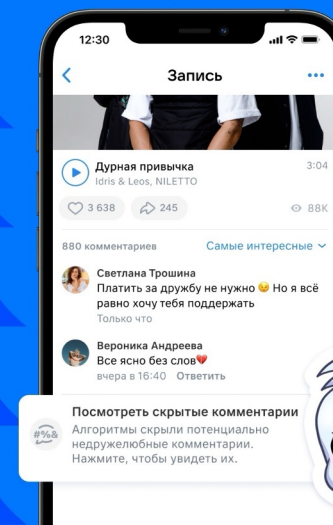 12:30
Запись
Дурная привычка
3:04
Idris & Leos, NILETTO
3 638
245
88K
880 комментариев
Самые интересные
Светлана Трошина
Платить за дружбу не нужно 😉 Но я всё
равно хочу тебя поддержать
Только что
Вероника Андреева
Все ясно без слов💔
вчера в 16:40 Ответить
#%&
Посмотреть скрытые комментарии
Алгоритмы скрыли потенциально
недружелюбные комментарии.
Нажмите, чтобы увидеть их.